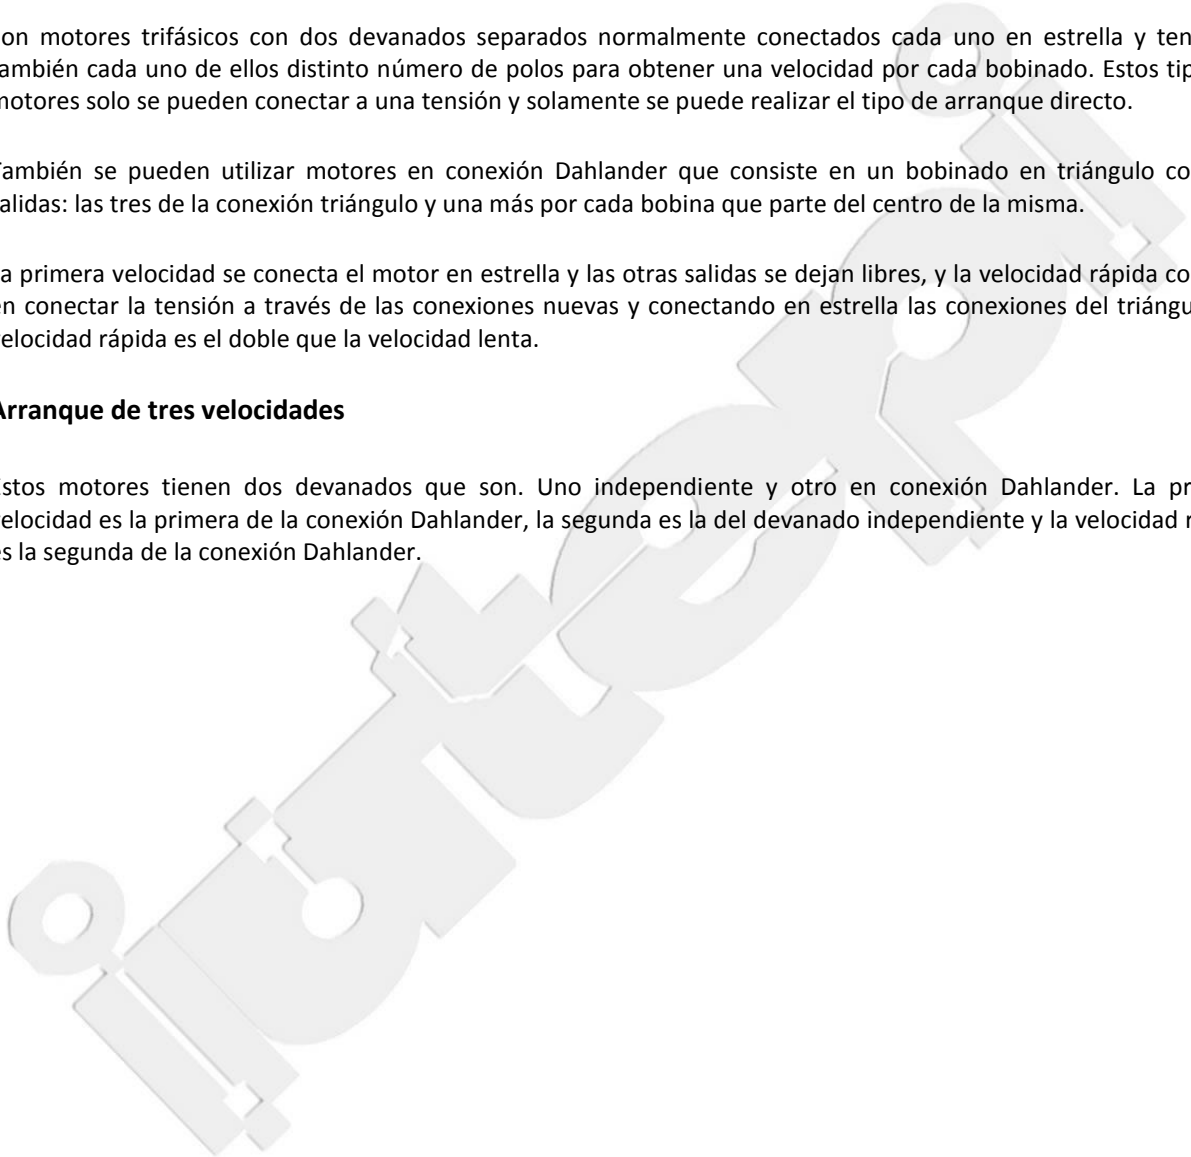 on motores trifásicos con dos devanados separados normalmente conectados cada uno en estrella y ten
ambién cada uno de ellos distinto número de polos para obtener una velocidad por cada bobinado. Estos tip
motores solo se pueden conectar a una tensión y solamente se puede realizar el tipo de arranque directo.
También se pueden utilizar motores en conexión Dahlander que consiste en un bobinado en triángulo co
alidas: las tres de la conexión triángulo y una más por cada bobina que parte del centro de la misma.
a primera velocidad se conecta el motor en estrella y las otras salidas se dejan libres, y la velocidad rápida co
en conectar la tensión a través de las conexiones nuevas y conectando en estrella las conexiones del triángu
velocidad rápida es el doble que la velocidad lenta.
Arranque de tres velocidades
Estos motores tienen dos devanados que son. Uno independiente y otro en conexión Dahlander. La pr
velocidad es la primera de la conexión Dahlander, la segunda es la del devanado independiente y la velocidad r
es la segunda de la conexión Dahlander.